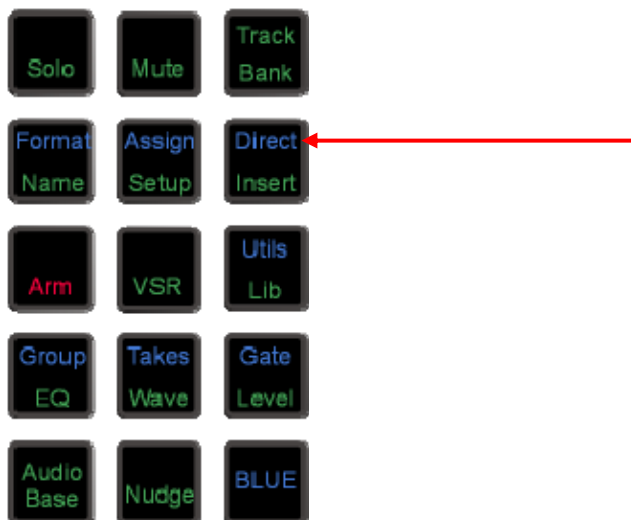 Solo
Mute
Track
Bank
Format
Name
Assign
Setup
Direct
Insert
Arm
VSR
Utils
Lib
Group
EQ
Takes
Wave
Gate
Level
Audio
Base
Nudge
BLUE